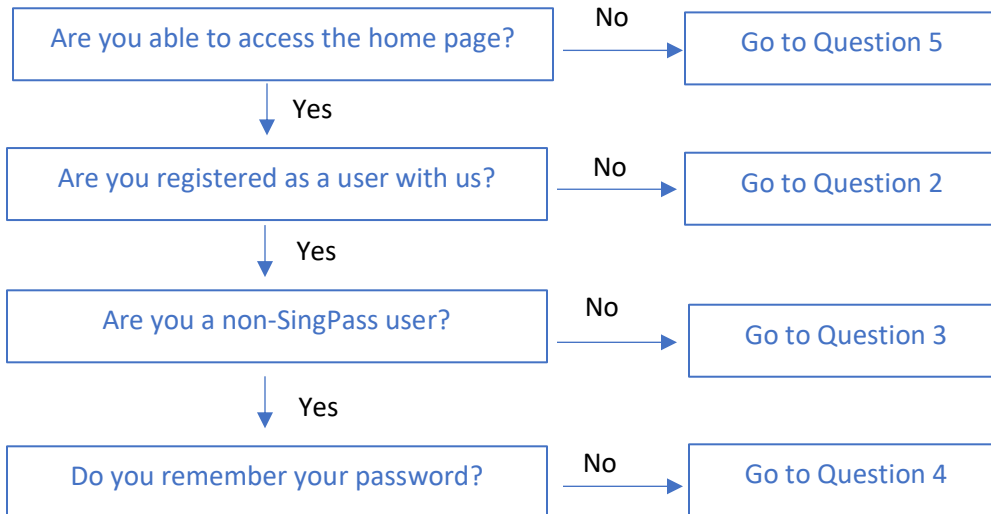 Are you able to access the home page?
No
Go to Question 5
Yes
Are you registered as a user with us?
No
Go to Question 2
Yes
Are you a non-SingPass user?
No
Go to Question 3
Yes
Do you remember your password?
No
Go to Question 4